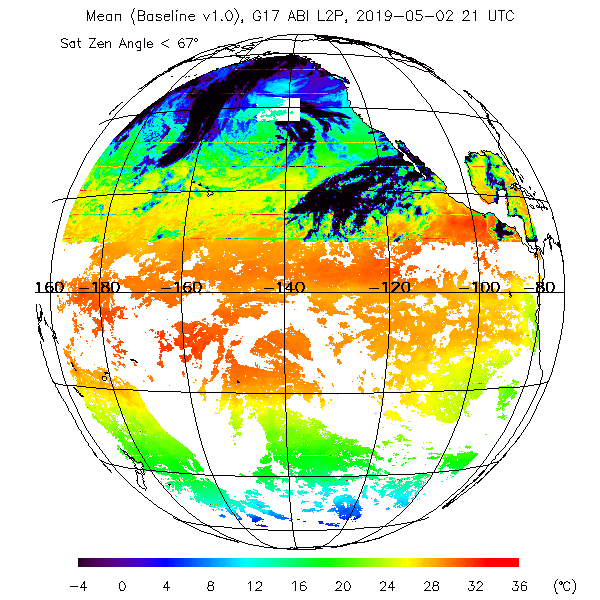 Mean (Baseline v1.0), G17 ABI L2P, 2019-05-02 21 UTC
Sat Zen Angle < 67°
160 -180 -160 -140 -120 -100 -80
-4 0 4 8 12 16 20 24 28 32 36 (°C)